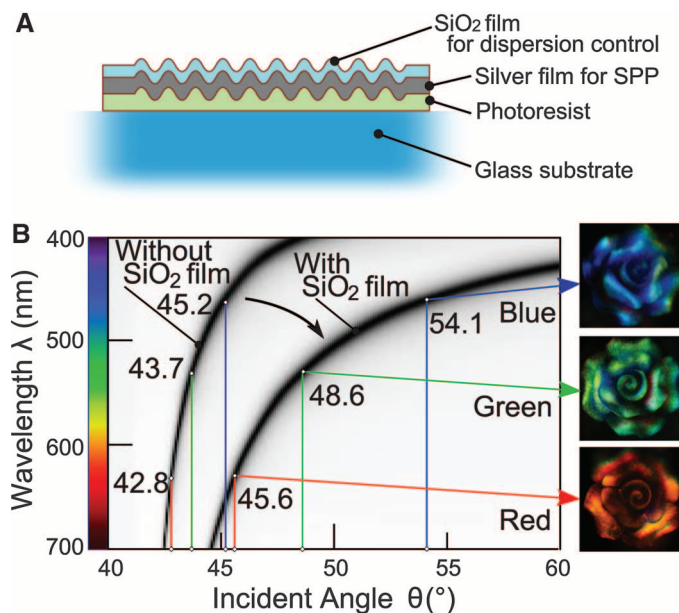 A
SiO₂ film
for dispersion control
Silver film for SPP
Photoresist
Glass substrate
B
Wavelength λ (nm)
400
500
600
700
Without
SiO₂ film
With
SiO₂ film
45.2
54.1
Blue
43.7
48.6
Green
42.8
45.6
Red
40
45
50
55
60
Incident Angle θ(°)